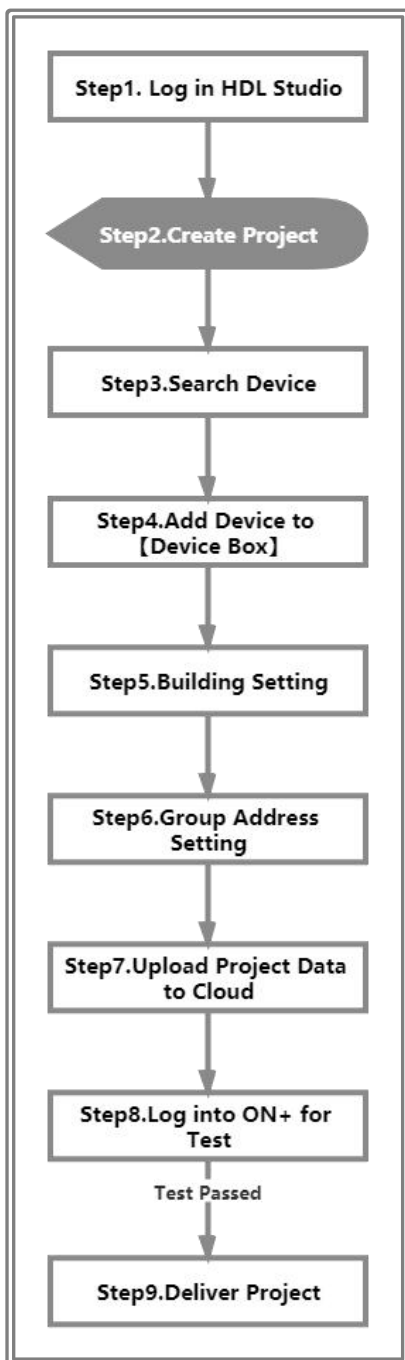 Step1. Log in HDL Studio
Step2.Create Project
Step3.Search Device
Step4.Add Device to
【Device Box】
Step5.Building Setting
Step6.Group Address
Setting
Step7.Upload Project Data
to Cloud
Step8.Log into ON+ for
Test
Test Passed
Step9.Deliver Project